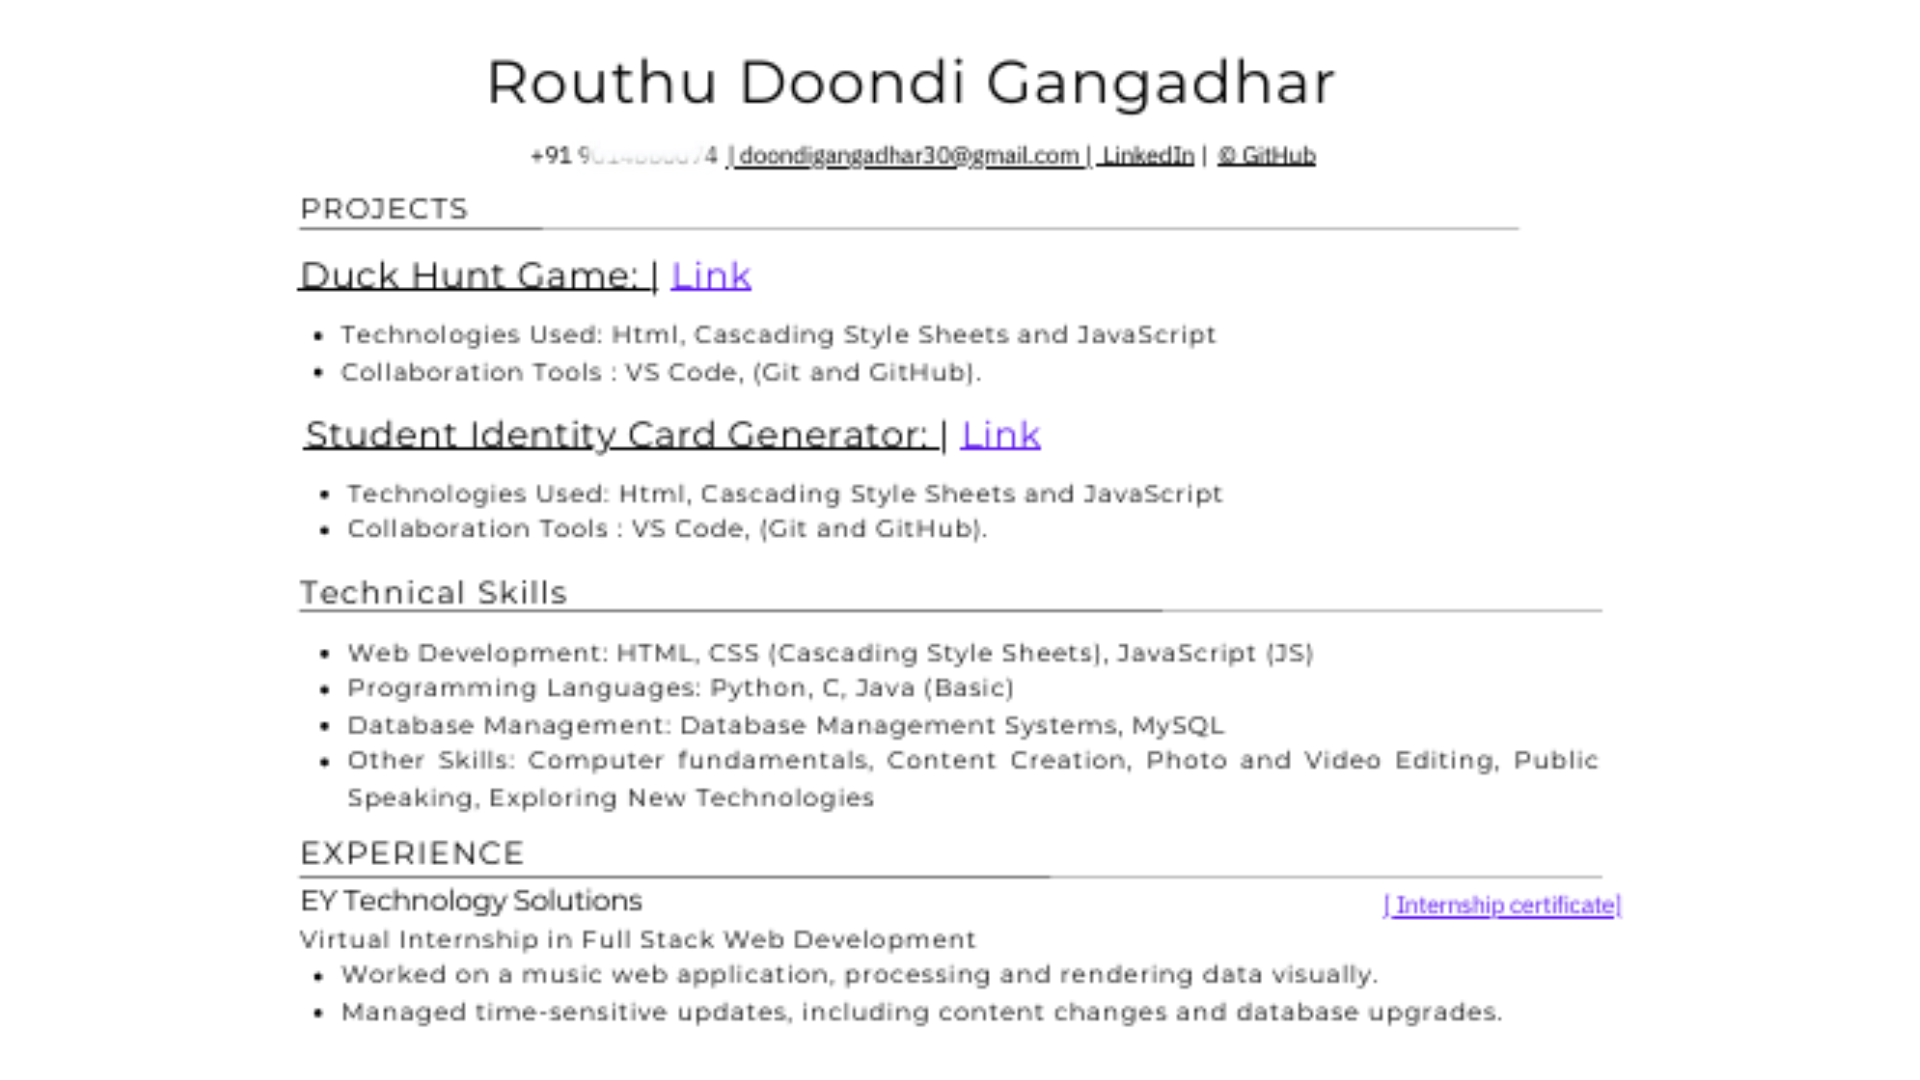 Routhu Doondi Gangadhar
+91 | doondigangadhar30@gmail.com | LinkedIn | © GitHub
PROJECTS
Duck Hunt Game: | Link
• Technologies Used: Html, Cascading Style Sheets and JavaScript
• Collaboration Tools : VS Code, (Git and GitHub).
Student Identity Card Generator: | Link
• Technologies Used: Html, Cascading Style Sheets and JavaScript
• Collaboration Tools : VS Code, (Git and GitHub).
Technical Skills
• Web Development: HTML, CSS (Cascading Style Sheets), JavaScript (JS)
• Programming Languages: Python, C, Java (Basic)
• Database Management: Database Management Systems, MySQL
• Other Skills: Computer fundamentals, Content Creation, Photo and Video Editing, Public
Speaking, Exploring New Technologies
EXPERIENCE
EY Technology Solutions
| Internship certificate|
Virtual Internship in Full Stack Web Development
• Worked on a music web application, processing and rendering data visually.
• Managed time-sensitive updates, including content changes and database upgrades.